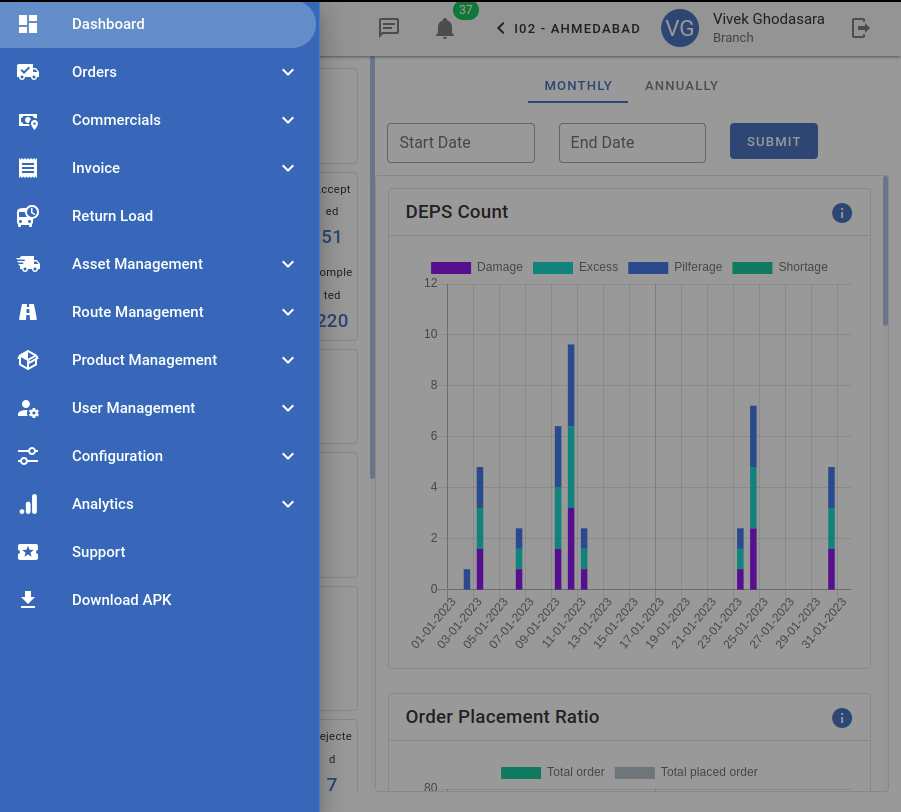 Dashboard
Orders
Commercials
Invoice
Return Load
Asset Management
Route Management
Product Management
User Management
Configuration
Analytics
Support
Download APK
37
I02 - AHMEDABAD
VG
Vivek Ghodasara
Branch
ccept
ed
51
omple
ted
220
ejecte
d
7
MONTHLY ANNUALLY
Start Date End Date SUBMIT
DEPS Count
Damage Excess Pilferage Shortage
12
10
8
6
4
2
0
01-01-2023 03-01-2023 05-01-2023 07-01-2023 09-01-2023 11-01-2023 13-01-2023 15-01-2023 17-01-2023 19-01-2023 21-01-2023 23-01-2023 25-01-2023 27-01-2023 29-01-2023 31-01-2023
Order Placement Ratio
Total order Total placed order
80